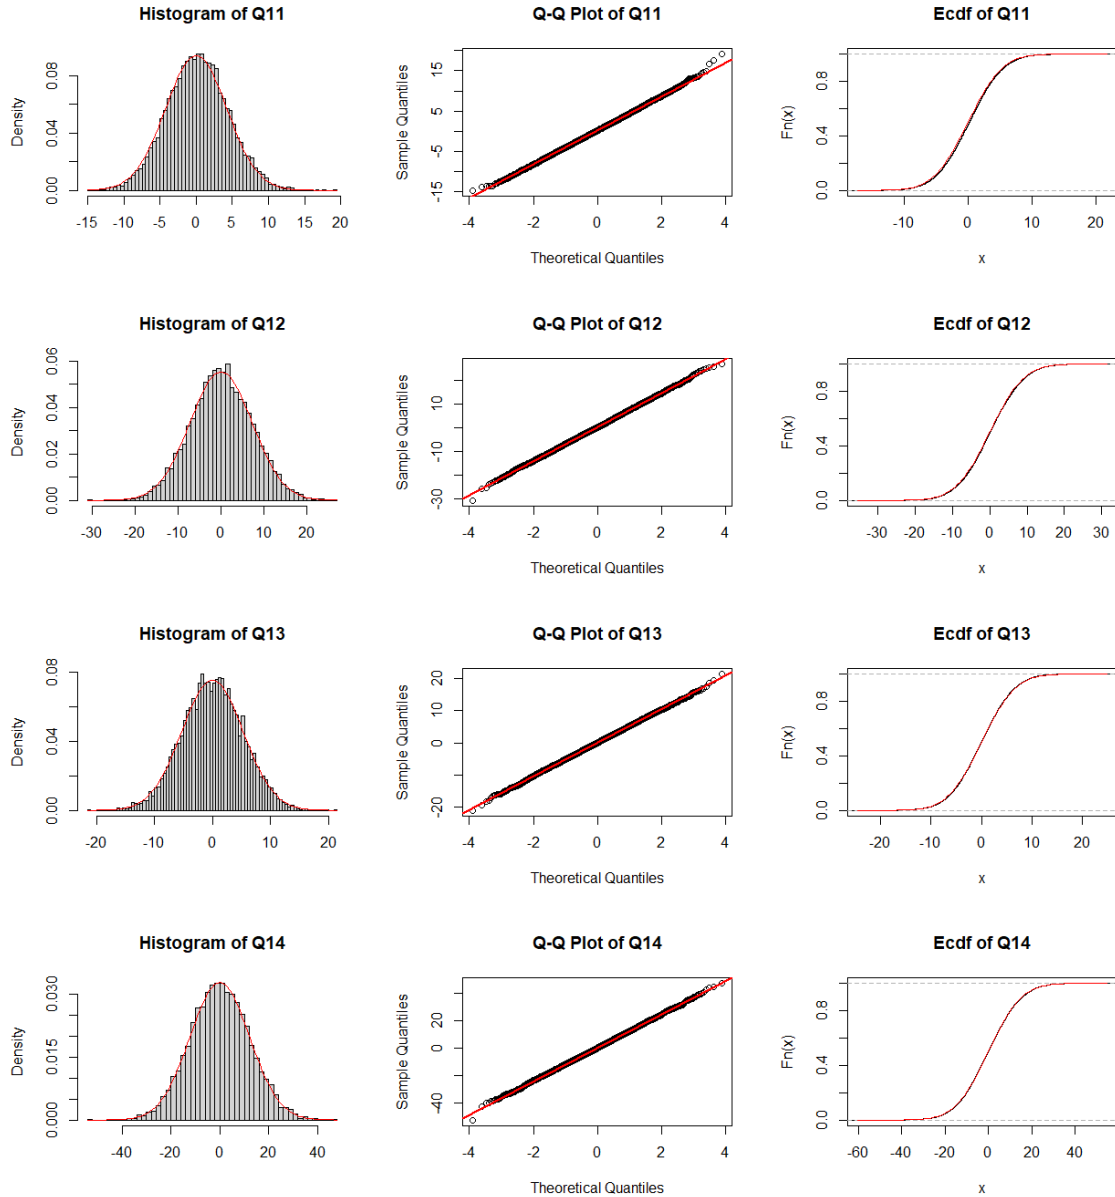 Histogram of Q11
Density
0.00 0.04 0.08
-15 -10 -5 0 5 10 15 20
Q-Q Plot of Q11
Sample Quantiles
-15 -5 5 15
-4 -2 0 2 4
Theoretical Quantiles
Ecdf of Q11
Fn(x)
0.0 0.4 0.8
-10 0 10 20
x
Histogram of Q12
Density
0.00 0.02 0.04 0.06
-30 -20 -10 0 10 20
Q-Q Plot of Q12
Sample Quantiles
-30 -10 10
-4 -2 0 2 4
Theoretical Quantiles
Ecdf of Q12
Fn(x)
0.0 0.4 0.8
-30 -20 -10 0 10 20 30
x
Histogram of Q13
Density
0.00 0.04 0.08
-20 -10 0 10 20
Q-Q Plot of Q13
Sample Quantiles
-20 0 10 20
-4 -2 0 2 4
Theoretical Quantiles
Ecdf of Q13
Fn(x)
0.0 0.4 0.8
-20 -10 0 10 20
x
Histogram of Q14
Density
0.000 0.015 0.030
-40 -20 0 20 40
Q-Q Plot of Q14
Sample Quantiles
-40 0 20
-4 -2 0 2 4
Theoretical Quantiles
Ecdf of Q14
Fn(x)
0.0 0.4 0.8
-60 -40 -20 0 20 40
x